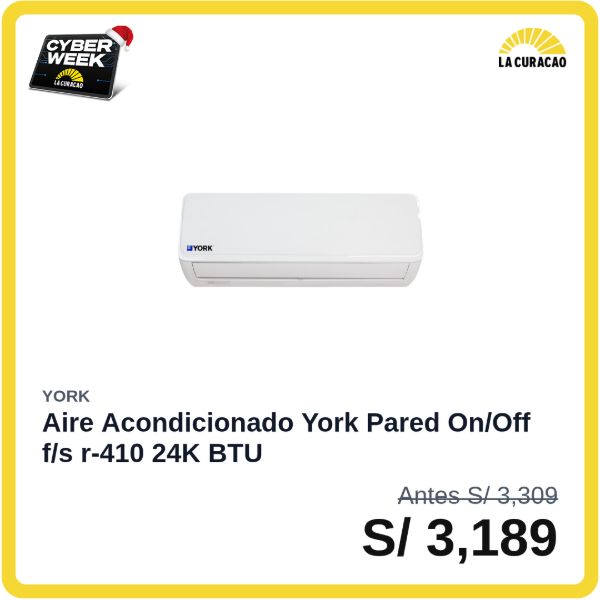 CYBER
WEEK
LA CURACAO
LA CURACAO
YORK
YORK
Aire Acondicionado York Pared On/Off
f/s r-410 24K BTU
Antes S/ 3,309
S/ 3,189